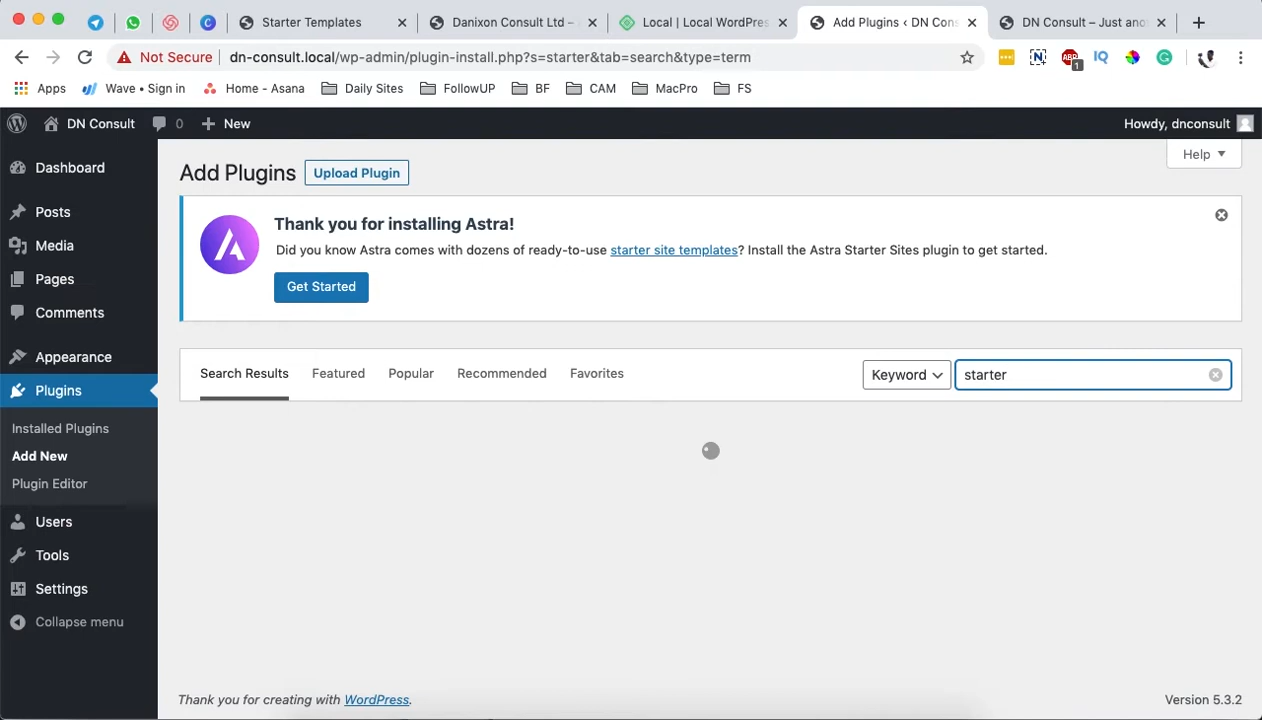 Starter Templates
Danixon Consult Ltd –
Local | Local WordPres
Add Plugins ‹ DN Cons
DN Consult – Just ano
Not Secure
dn-consult.local/wp-admin/plugin-install.php?s=starter&tab=search&type=term
1
Apps
Wave • Sign in
Home - Asana
Daily Sites
FollowUP
BF
CAM
MacPro
FS
DN Consult
0
New
Howdy, dnconsult
Dashboard
Posts
Media
Pages
Comments
Appearance
Plugins
Installed Plugins
Add New
Plugin Editor
Users
Tools
Settings
Collapse menu
Help
Add Plugins
Upload Plugin
Thank you for installing Astra!
Did you know Astra comes with dozens of ready-to-use starter site templates? Install the Astra Starter Sites plugin to get started.
Get Started
Search Results
Featured
Popular
Recommended
Favorites
Keyword
starter
Thank you for creating with WordPress.
Version 5.3.2